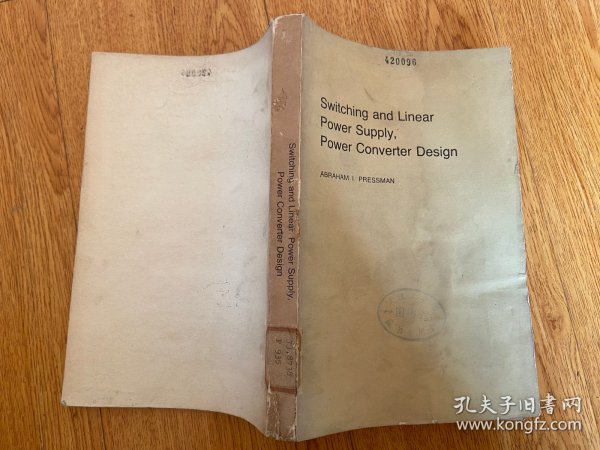 420096
Switching and Linear
Power Supply,
Power Converter Design
ABRAHAM I. PRESSMAN
Switching and Linear Power Supply,
Power Converter Design
420096
孔夫子旧书网
www.kongfz.com